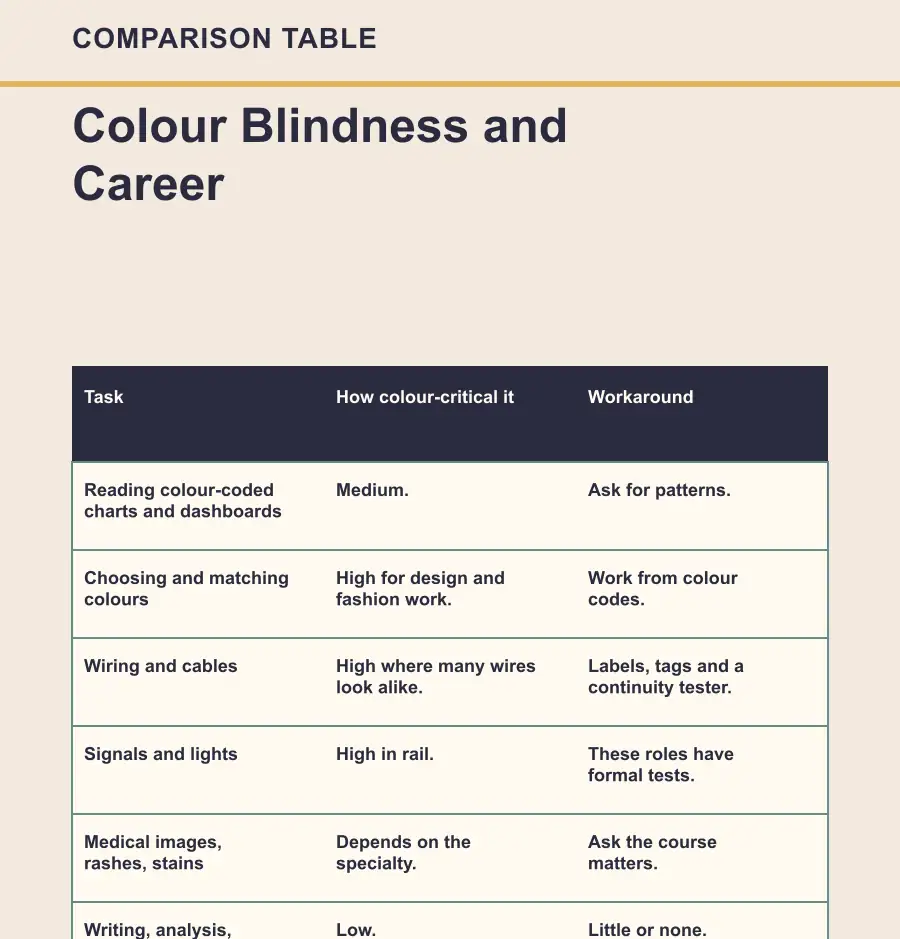 COMPARISON TABLE
Colour Blindness and
Career
Task
How colour-critical it
Workaround
Reading colour-coded
charts and dashboards
Medium.
Ask for patterns.
Choosing and matching
colours
High for design and
fashion work.
Work from colour
codes.
Wiring and cables
High where many wires
look alike.
Labels, tags and a
continuity tester.
Signals and lights
High in rail.
These roles have
formal tests.
Medical images,
rashes, stains
Depends on the
specialty.
Ask the course
matters.
Writing, analysis,
Low.
Little or none.